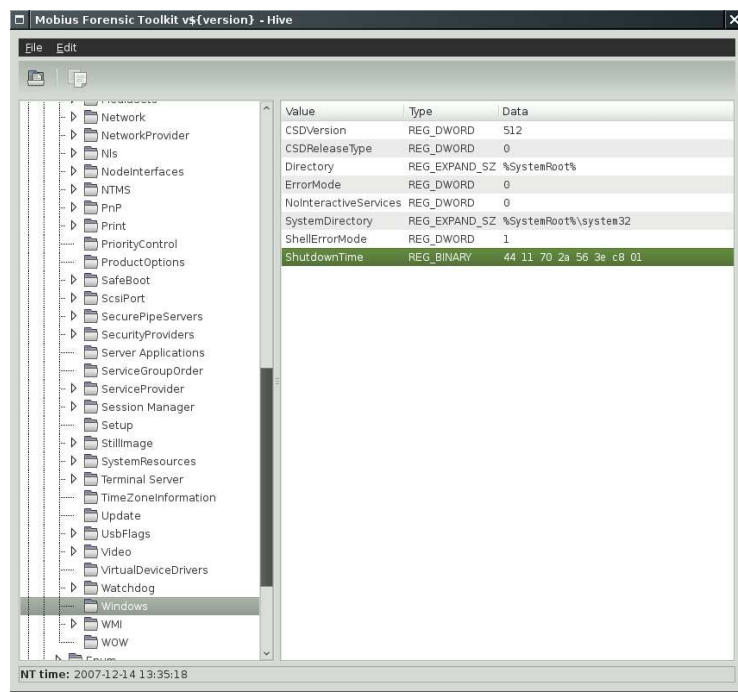 Mobius Forensic Toolkit v${version} - Hive
File Edit
Network
NetworkProvider
Nls
NodeInterfaces
NTMS
PnP
Print
PriorityControl
ProductOptions
SafeBoot
ScsiPort
SecurePipeServers
SecurityProviders
Server Applications
ServiceGroupOrder
ServiceProvider
Session Manager
Setup
StillImage
SystemResources
Terminal Server
TimeZoneInformation
Update
UsbFlags
Video
VirtualDeviceDrivers
Watchdog
Windows
WMI
WOW
Value Type Data
CSDVersion REG_DWORD 512
CSDReleaseType REG_DWORD 0
Directory REG_EXPAND_SZ %SystemRoot%
ErrorMode REG_DWORD 0
NoInteractiveServices REG_DWORD 0
SystemDirectory REG_EXPAND_SZ %SystemRoot%\system32
ShellErrorMode REG_DWORD 1
ShutdownTime REG_BINARY 44 11 70 2a 56 3e c8 01
NT time: 2007-12-14 13:35:18